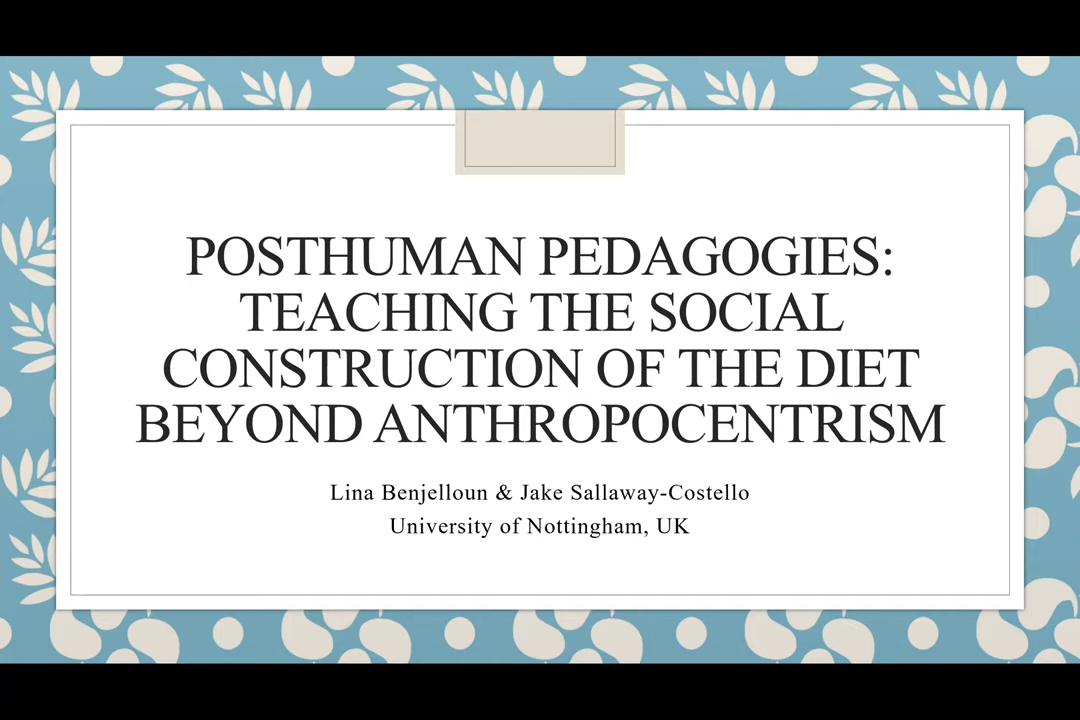 POSTHUMAN PEDAGOGIES:
TEACHING THE SOCIAL
CONSTRUCTION OF THE DIET
BEYOND ANTHROPOCENTRISM
Lina Benjelloun & Jake Sallaway-Costello
University of Nottingham, UK